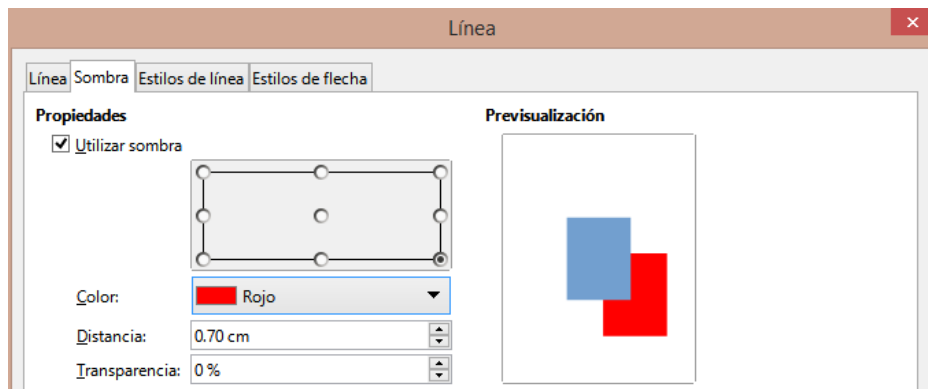 Línea
Línea Sombra Estilos de línea Estilos de flecha
Propiedades
Previsualización
Utilizar sombra
Color: Rojo
Distancia: 0.70 cm
Transparencia: 0 %